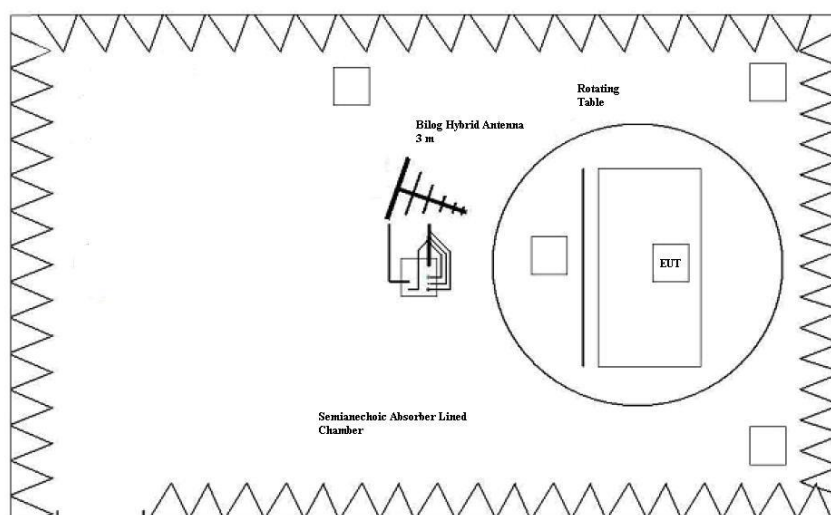 Rotating
Table
Bilog Hybrid Antenna
3 m
EUT
Semianechoic Absorber Lined
Chamber